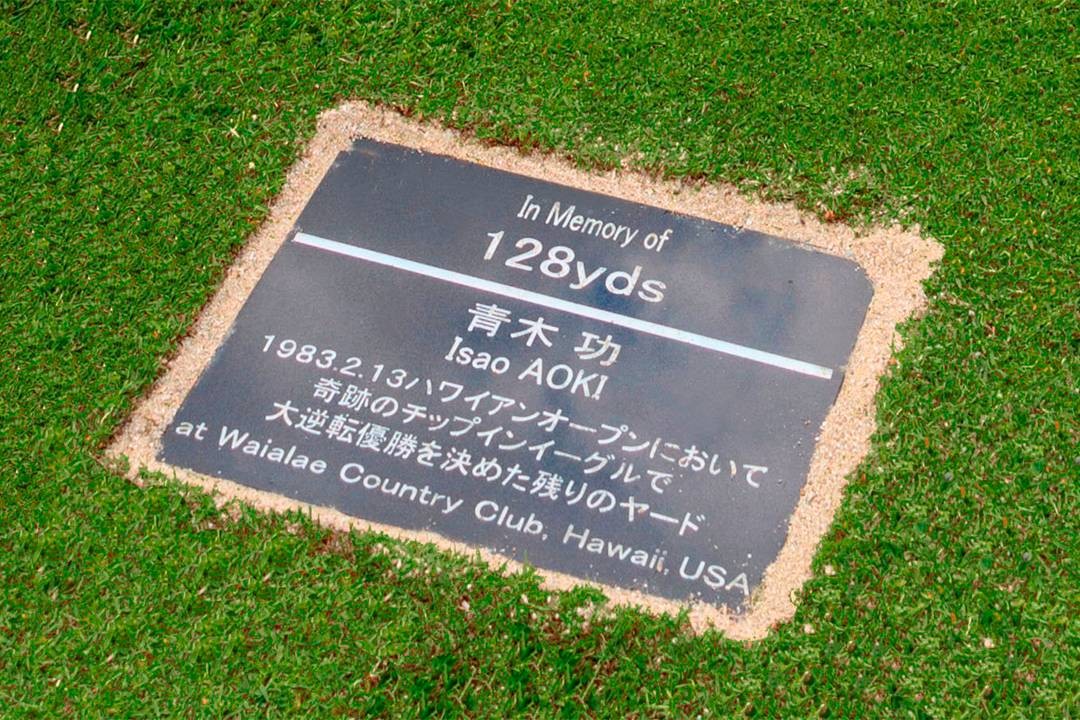 In Memory of
128yds
青木 功
Isao AOKI
1983.2.13ハワイアンオープンにおいて
奇跡のチップインイーグルで
大逆転優勝を決めた残りのヤード
at Waialae Country Club, Hawaii, USA